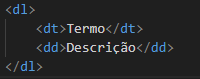 <dl>
    <dt>Termo</dt>
    <dd>Descrição</dd>
</dl>